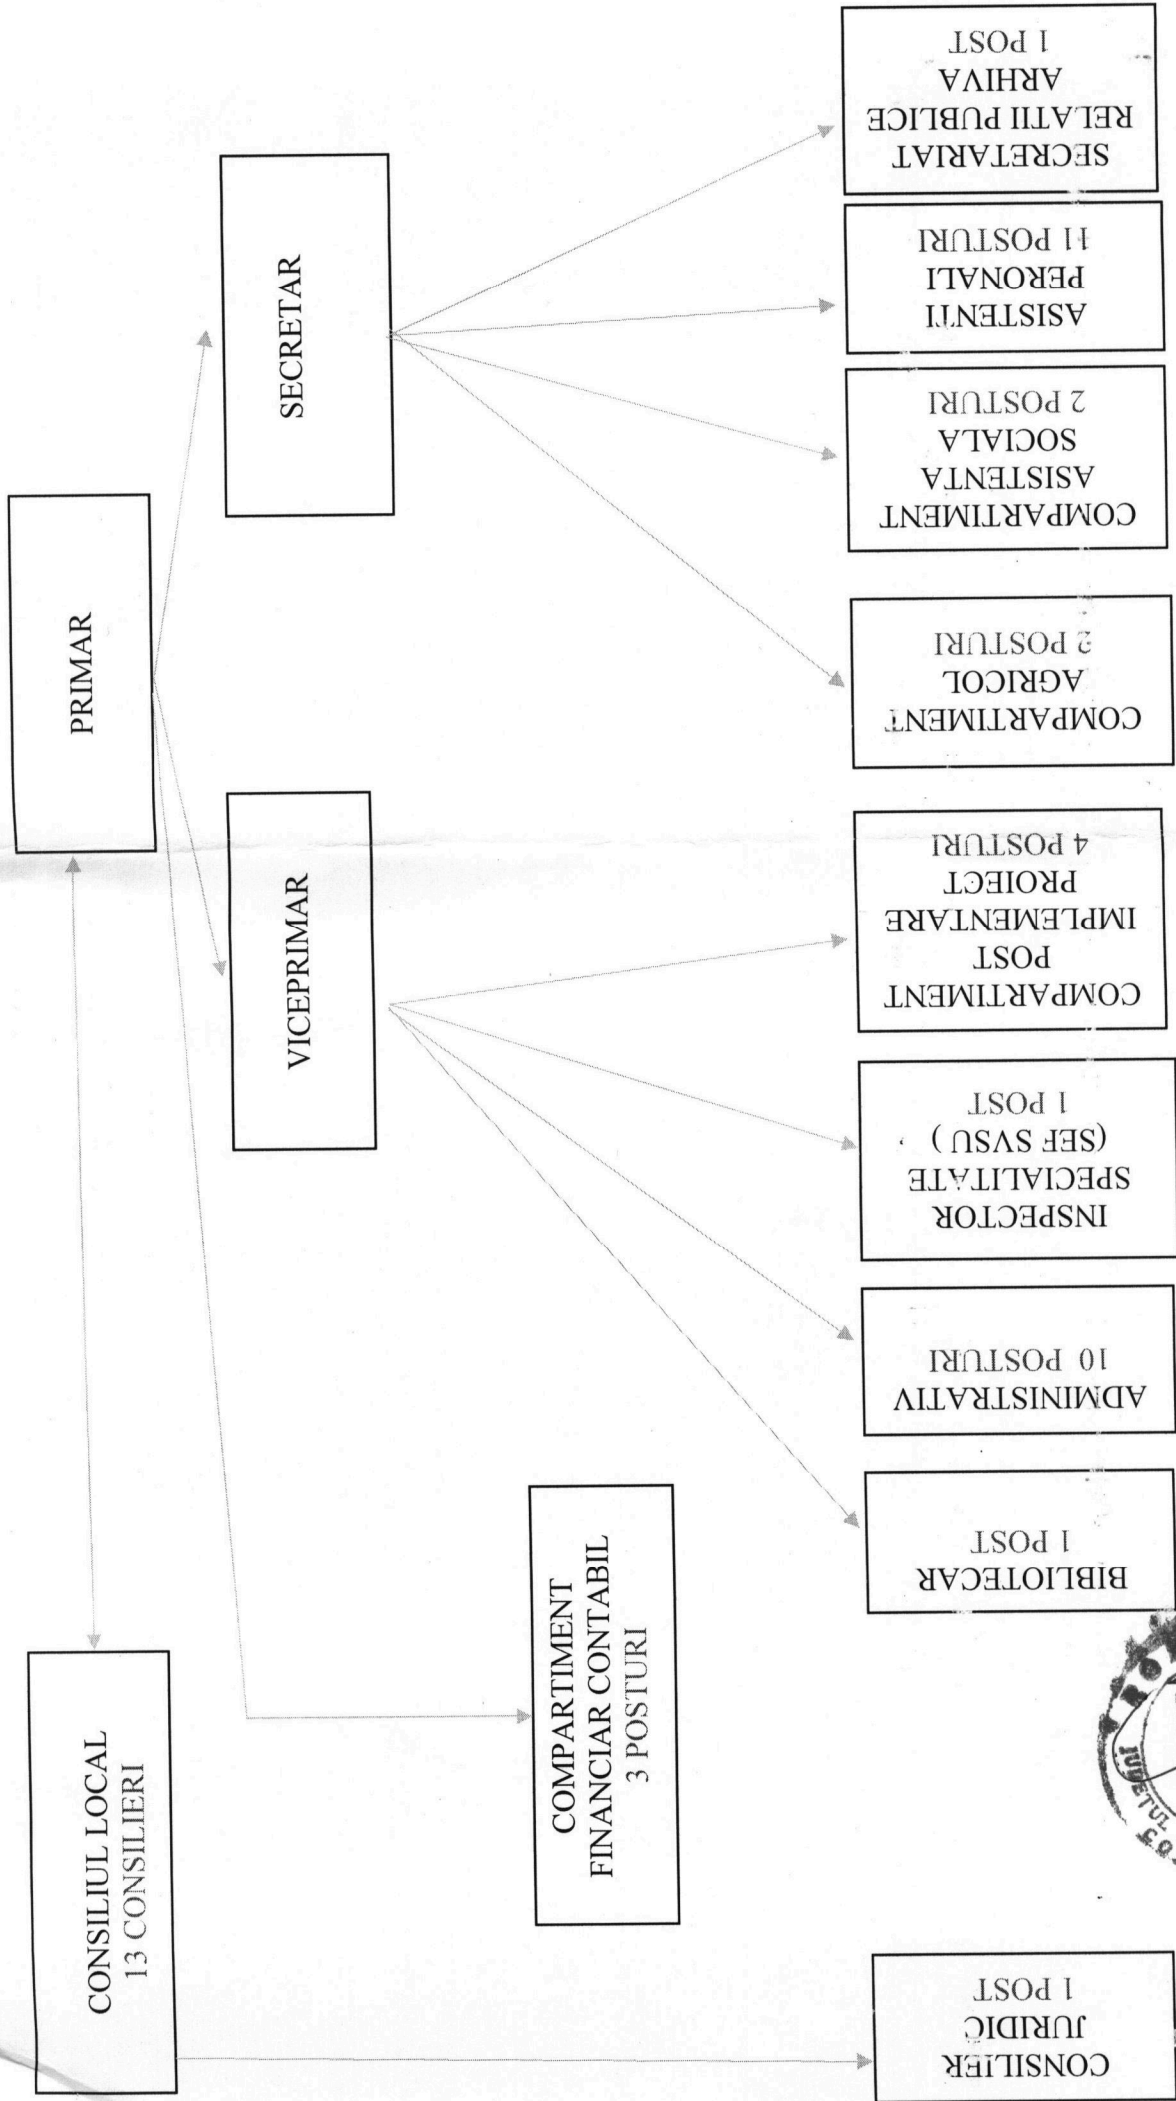 CONSILIUL LOCAL
13 CONSILIERI
PRIMAR
VICEPRIMAR
SECRETAR
COMPARTIMENT
FINANCIAR CONTABIL
3 POSTURI
CONSILIER
JURIDIC
1 POST
BIBLIOTECAR
1 POST
ADMINISTRATIV
10 POSTURI
INSPECTOR
SPECIALITATE
(SEF SVSU )
1 POST
COMPARTIMENT
POST
IMPLEMENTARE
PROIECT
4 POSTURI
COMPARTIMENT
AGRICOL
2 POSTURI
COMPARTIMENT
ASISTENTA
SOCIALA
2 POSTURI
ASISTENTI
PERONALI
11 POSTURI
SECRETARIAT
RELATII PUBLICE
ARHIVA
1 POST
JUDETUL